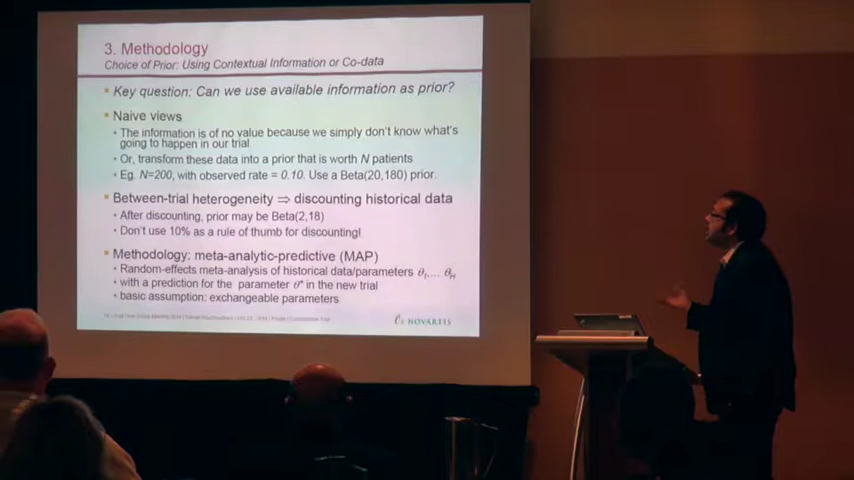 3. Methodology
Choice of Prior: Using Contextual Information or Co-data
Key question: Can we use available information as prior?
Naive views
The information is of no value because we simply don't know what's
going to happen in our trial
Or, transform these data into a prior that is worth N patients
Eg. N=200, with observed rate = 0.10. Use a Beta(20,180) prior.
Between-trial heterogeneity ⇒ discounting historical data
After discounting, prior may be Beta(2,18)
Don't use 10% as a rule of thumb for discounting!
Methodology: meta-analytic-predictive (MAP)
Random-effects meta-analysis of historical data/parameters θ₁,... θ_H
with a prediction for the parameter θ* in the new trial
basic assumption: exchangeable parameters
NOVARTIS